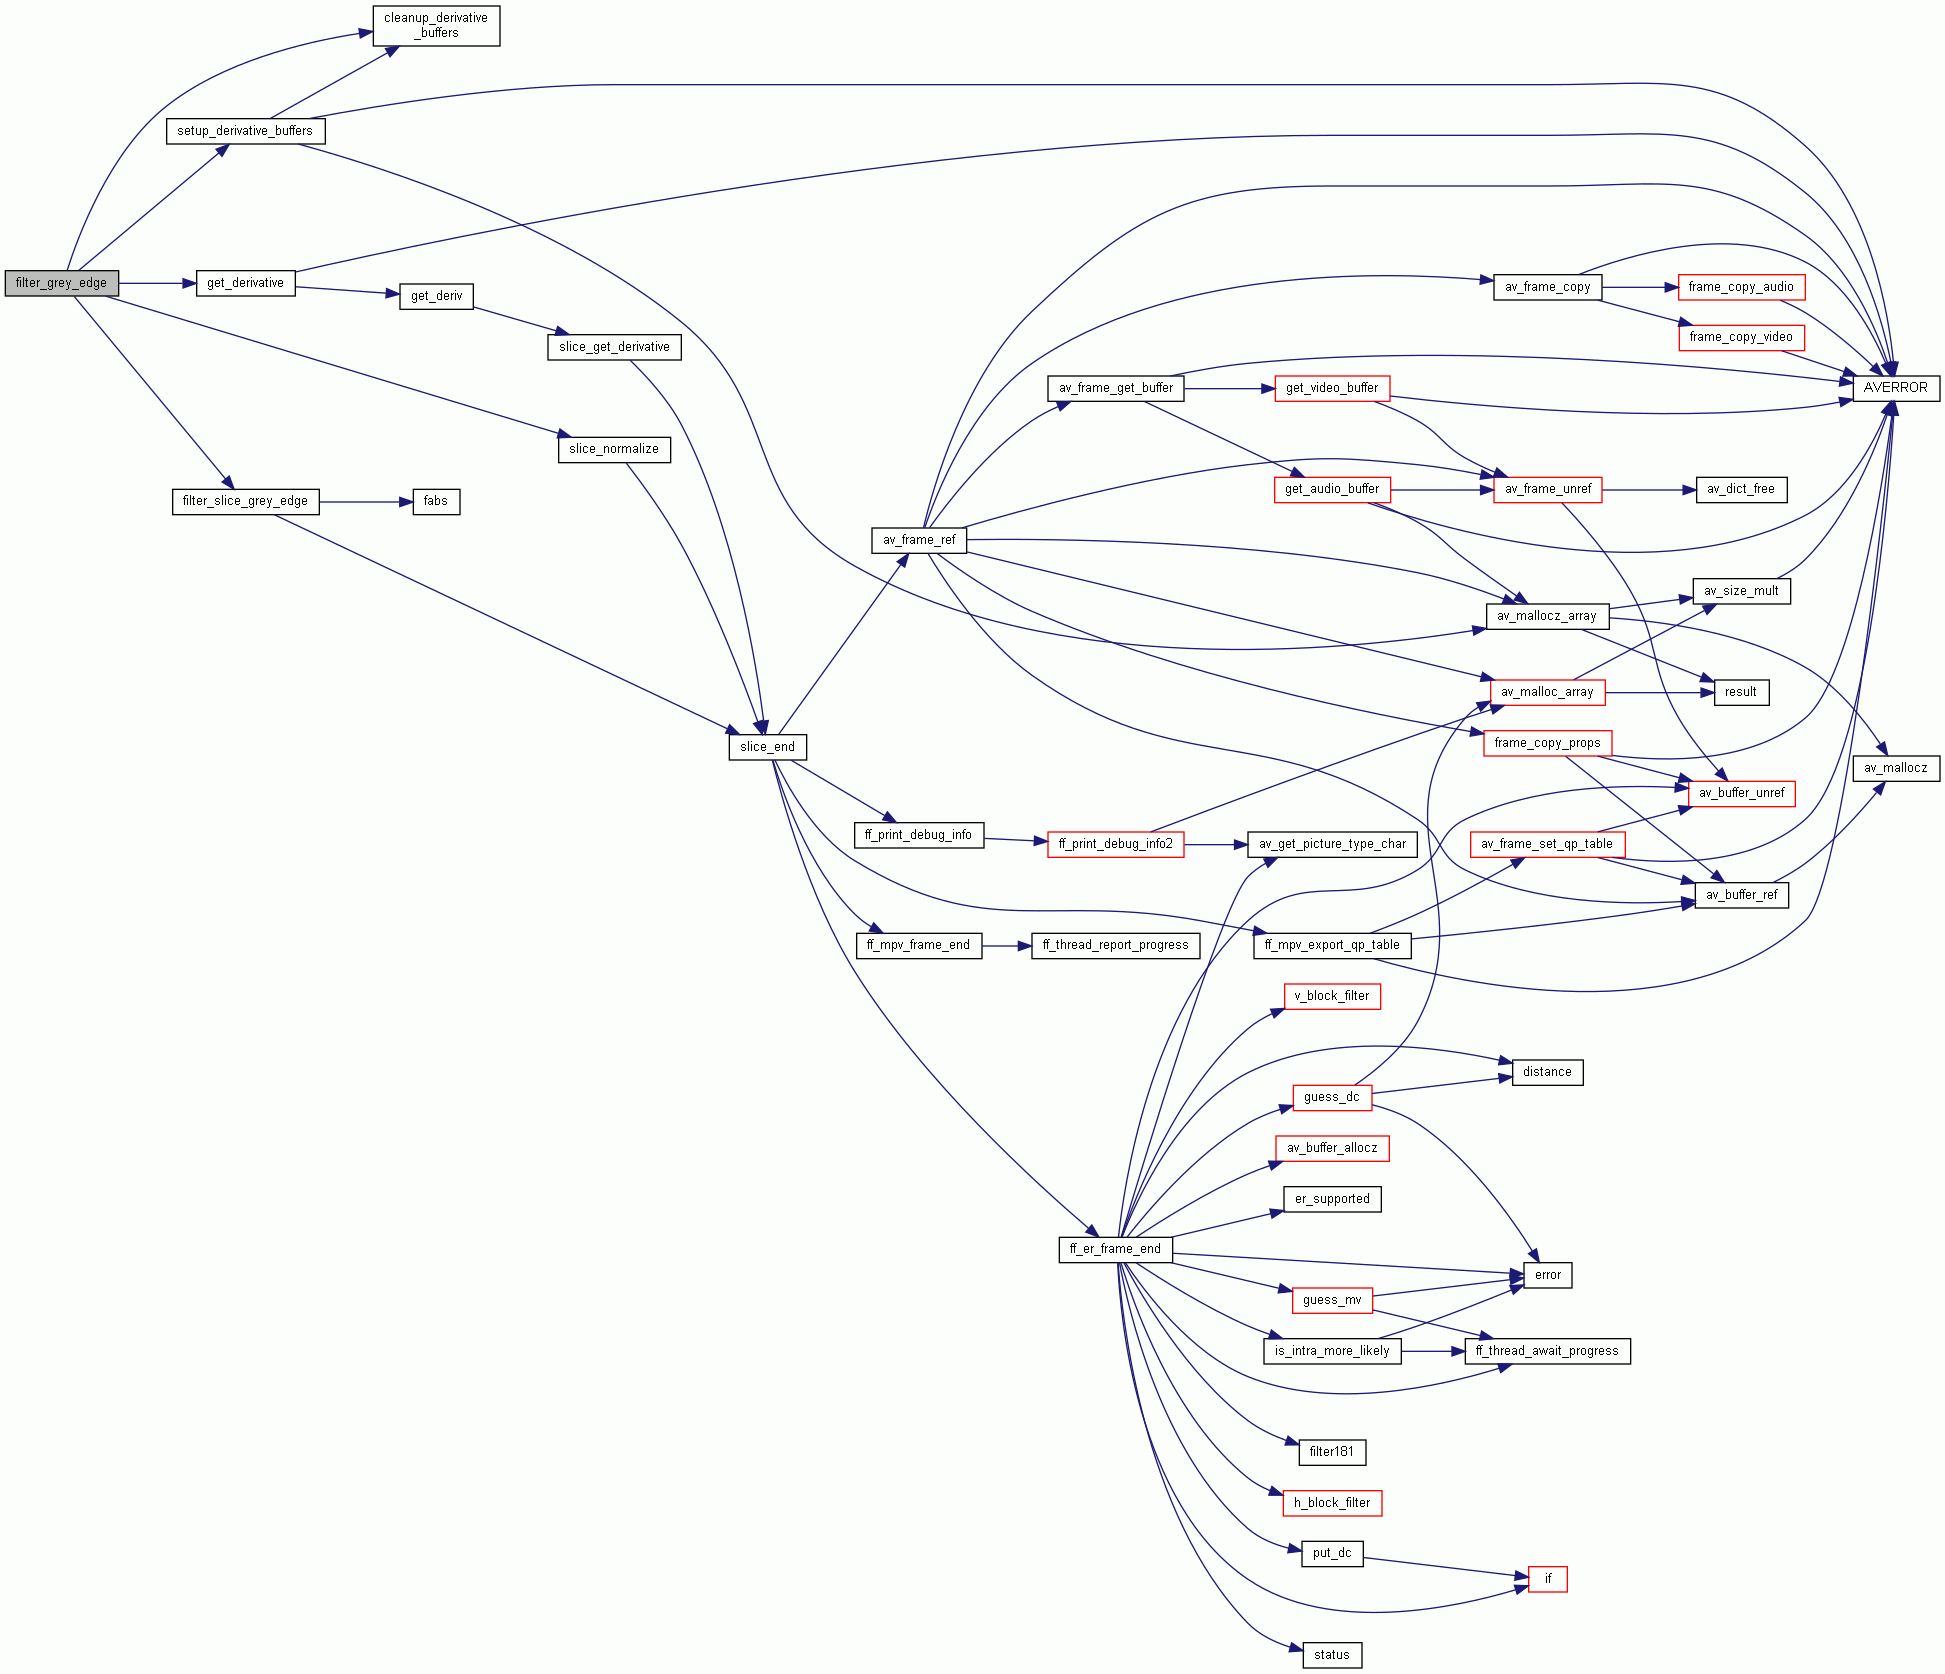 cleanup_derivative
_buffers
setup_derivative_buffers
filter_grey_edge
get_derivative
get_deriv
av_frame_copy
frame_copy_audio
frame_copy_video
slice_get_derivative
av_frame_get_buffer
get_video_buffer
AVERROR
slice_normalize
filter_slice_grey_edge
fabs
get_audio_buffer
av_frame_unref
av_dict_free
av_frame_ref
av_size_mult
av_mallocz_array
av_malloc_array
result
slice_end
frame_copy_props
av_mallocz
av_buffer_unref
ff_print_debug_info
ff_print_debug_info2
av_get_picture_type_char
av_frame_set_qp_table
av_buffer_ref
ff_mpv_frame_end
ff_thread_report_progress
ff_mpv_export_qp_table
v_block_filter
distance
guess_dc
av_buffer_allocz
er_supported
ff_er_frame_end
error
guess_mv
is_intra_more_likely
ff_thread_await_progress
filter181
h_block_filter
put_dc
if
status